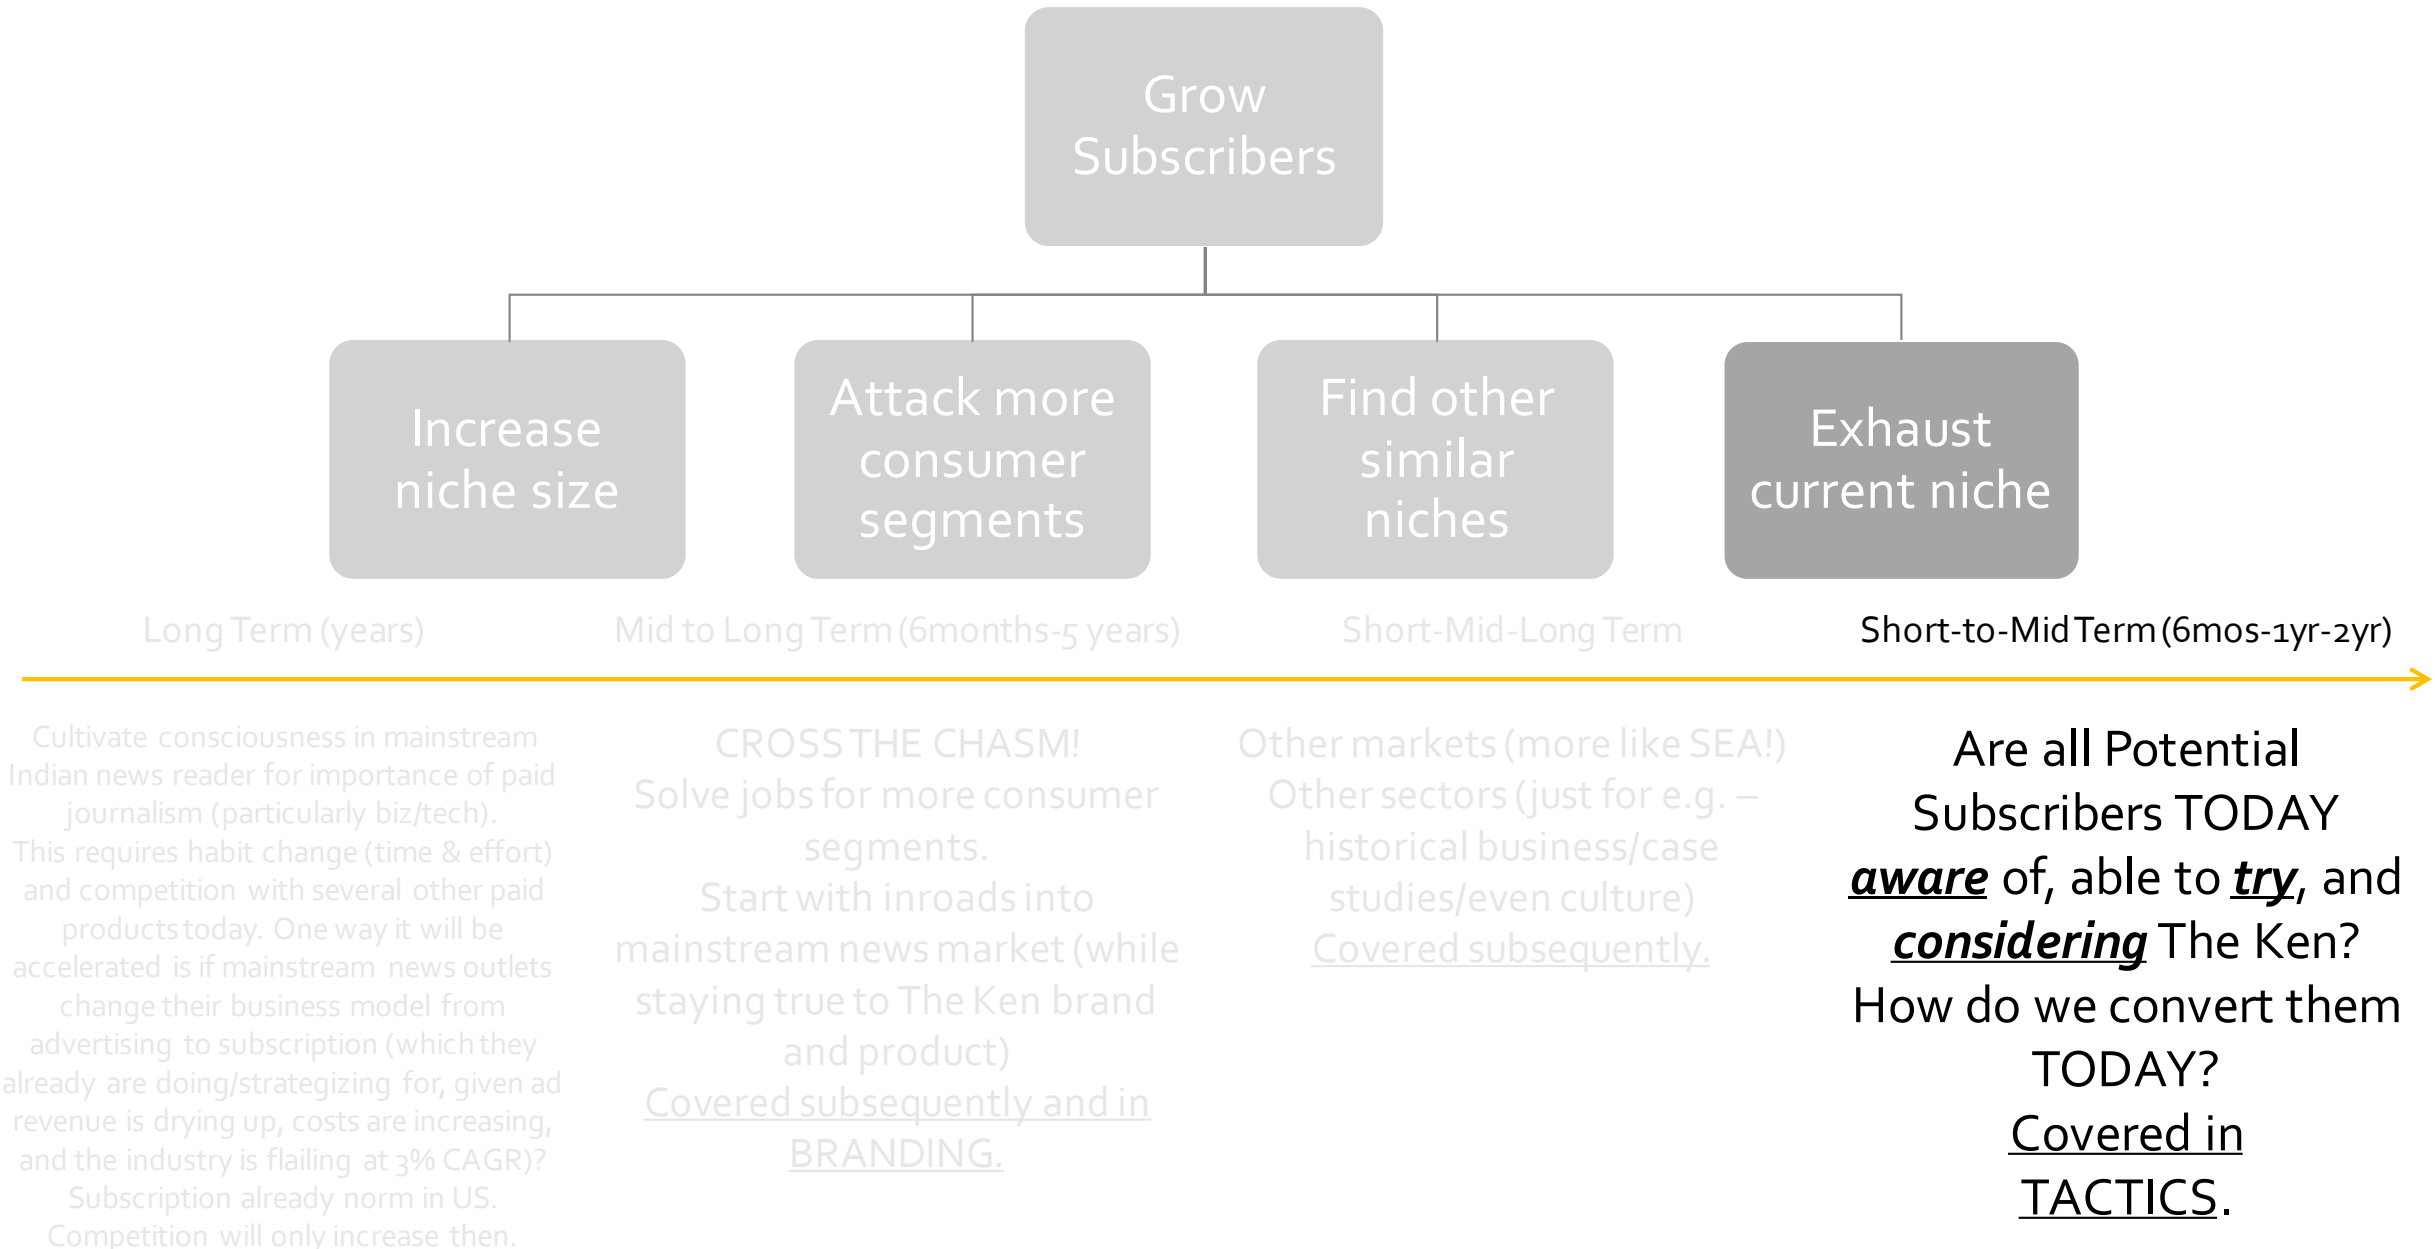 Grow
Subscribers
Increase
niche size
Attack more
consumer
segments
Find other
similar
niches
Exhaust
current niche
Long Term (years)
Mid to Long Term (6months-5 years)
Short-Mid-Long Term
Short-to-Mid Term (6mos-1yr-2yr)
Cultivate consciousness in mainstream
Indian news reader for importance of paid
journalism (particularly biz/tech).
This requires habit change (time & effort)
and competition with several other paid
products today. One way it will be
accelerated is if mainstream news outlets
change their business model from
advertising to subscription (which they
already are doing/strategizing for, given ad
revenue is drying up, costs are increasing,
and the industry is flailing at 3% CAGR)?
Subscription already norm in US.
Competition will only increase then.
CROSS THE CHASM!
Solve jobs for more consumer
segments.
Start with inroads into
mainstream news market (while
staying true to The Ken brand
and product)
Covered subsequently and in
BRANDING.
Other markets (more like SEA!)
Other sectors (just for e.g. –
historical business/case
studies/even culture)
Covered subsequently.
Are all Potential
Subscribers TODAY
aware of, able to try, and
considering The Ken?
How do we convert them
TODAY?
Covered in
TACTICS.